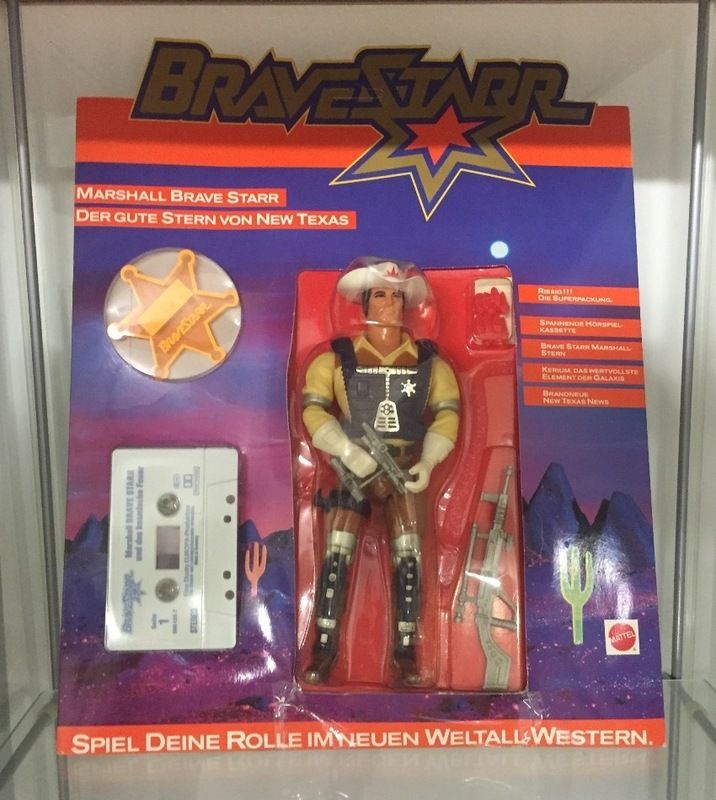 BRAVESTARR
MARSHALL BRAVE STARR
DER GUTE STERN VON NEW TEXAS
BRAVESTARR
RIESIG!!!
DIE SUPERPACKUNG.
SPANNENDE HÖRSPIEL-
KASSETTE
BRAVE STARR MARSHALL-
STERN
KERIUM, DAS WERTVOLLSTE
ELEMENT DER GALAXIS
BRANDNEUE
NEW TEXAS NEWS
Marshall BRAVE STARR
BRAVESTARR
Seite
1
STEREO
MATTEL
SPIEL DEINE ROLLE IM NEUEN WELTALL-WESTERN.